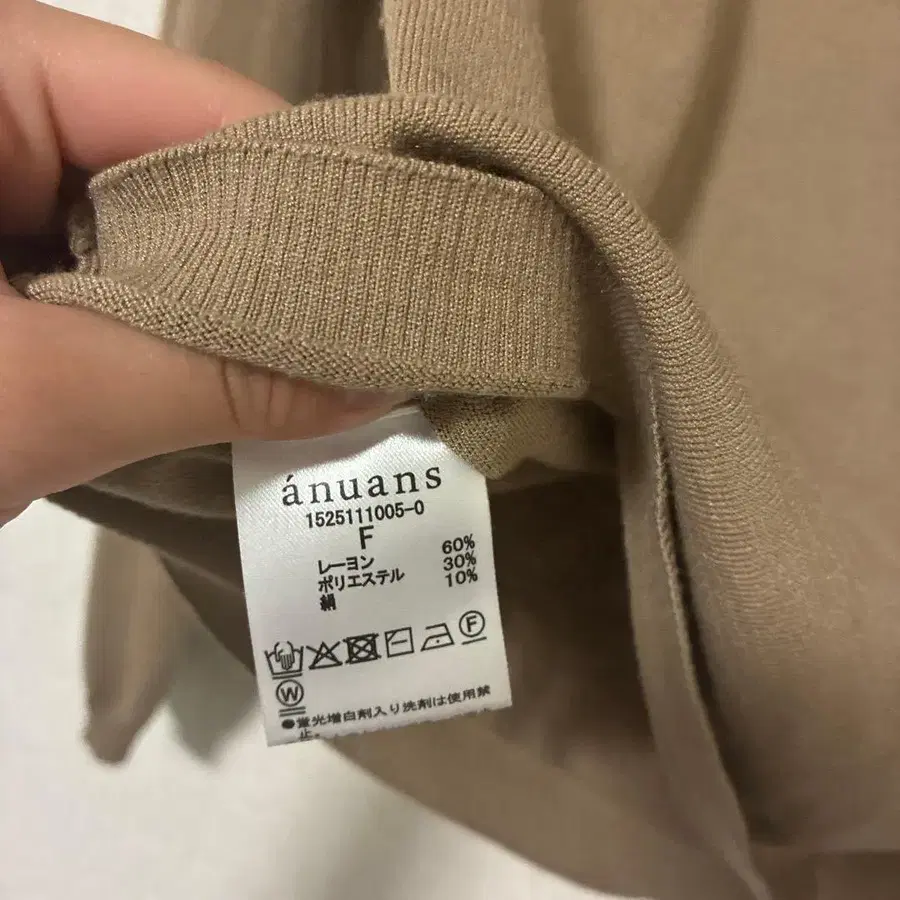 ánuans
1525111005-0
F
レーヨン 60%
ポリエステル 30%
絹 10%
F
W
●蛍光増白剤入り洗剤は使用禁
止。